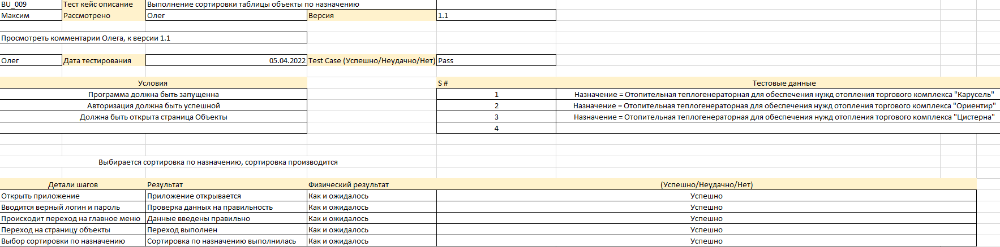 BU_009 Тест кейс описание Выполнение сортировки таблицы объекты по назначению
Максим Рассмотрено Олег Версия 1.1
Просмотреть комментарии Олега, к версии 1.1
Олег Дата тестирования 05.04.2022 Test Case (Успешно/Неудачно/Нет) Pass
Условия S # Тестовые данные
Программа должна быть запущенна 1 Назначение = Отопительная теплогенераторная для обеспечения нужд отопления торгового комплекса "Карусель"
Авторизация должна быть успешной 2 Назначение = Отопительная теплогенераторная для обеспечения нужд отопления торгового комплекса "Ориентир"
Должна быть открыта страница Объекты 3 Назначение = Отопительная теплогенераторная для обеспечения нужд отопления торгового комплекса "Цистерна"
4
Выбирается сортировка по назначению, сортировка производится
Детали шагов Результат Физический результат (Успешно/Неудачно/Нет)
Открыть приложение Приложение открывается Как и ожидалось Успешно
Вводится верный логин и пароль Проверка данных на правильность Как и ожидалось Успешно
Происходит переход на главное меню Данные введены правильно Как и ожидалось Успешно
Переход на страницу объекты Переход выполнен Как и ожидалось Успешно
Выбор сортировки по назначению Сортировка по назначению выполнилась Как и ожидалось Успешно